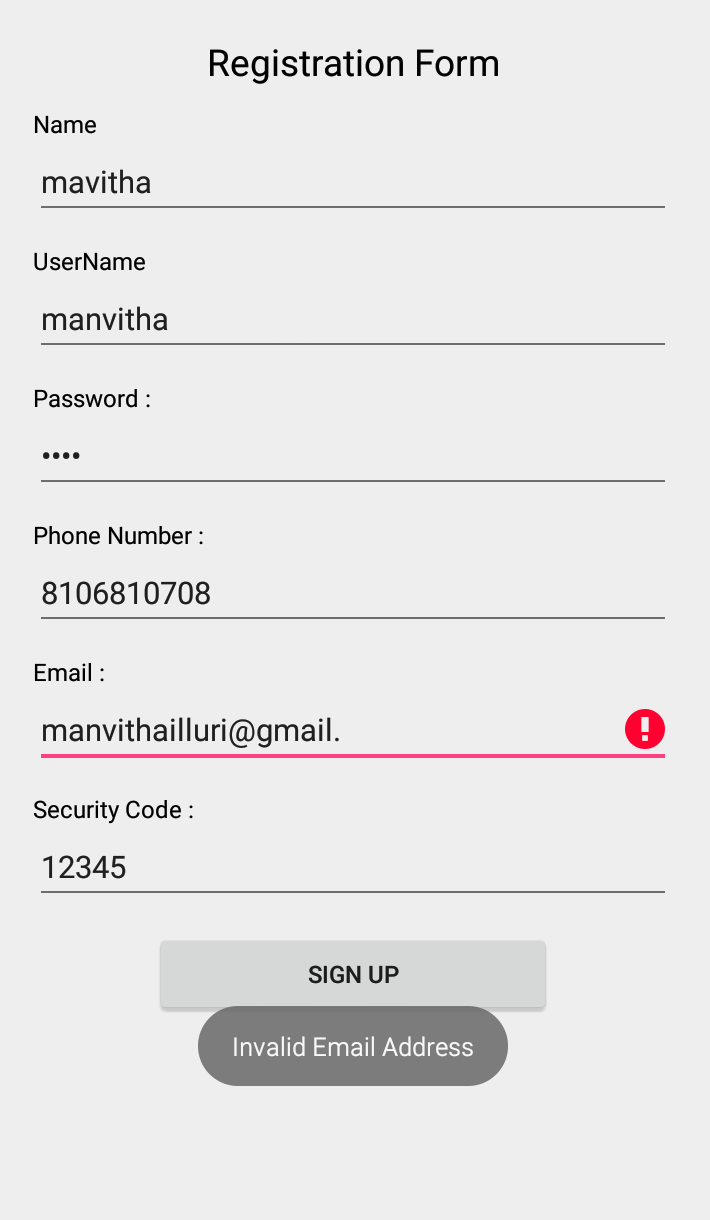 Registration Form
Name
mavitha
UserName
manvitha
Password :
••••
Phone Number :
8106810708
Email :
manvithailluri@gmail.
Security Code :
12345
SIGN UP
Invalid Email Address